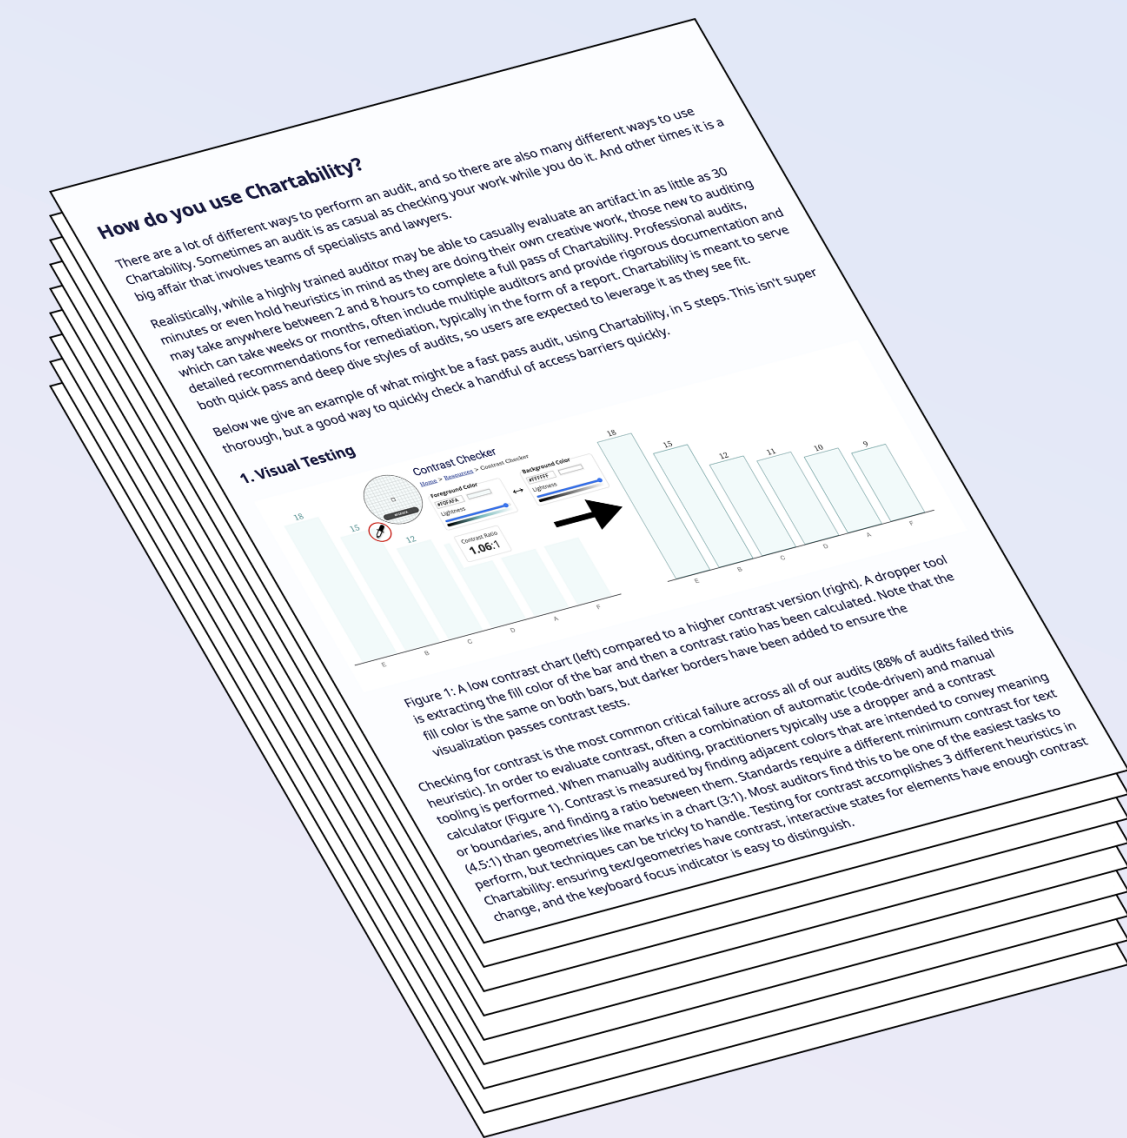 How do you use Chartability?
There are a lot of different ways to perform an audit, and so there are also many different ways to use
Chartability. Sometimes an audit is as casual as checking your work while you do it. And other times it is a
big affair that involves teams of specialists and lawyers.
Realistically, while a highly trained auditor may be able to casually evaluate an artifact in as little as 30
minutes or even hold heuristics in mind as they are doing their own creative work, those new to auditing
may take anywhere between 2 and 8 hours to complete a full pass of Chartability. Professional audits,
which can take weeks or months, often include multiple auditors and provide rigorous documentation and
detailed recommendations for remediation, typically in the form of a report. Chartability is meant to serve
both quick pass and deep dive styles of audits, so users are expected to leverage it as they see fit.
Below we give an example of what might be a fast pass audit, using Chartability, in 5 steps. This isn't super
thorough, but a good way to quickly check a handful of access barriers quickly.
1. Visual Testing
Contrast Checker
Home > Resources > Contrast Checker
Foreground Color
#F0FAFA
Lightness
Background Color
#FFFFFF
Lightness
Contrast Ratio
1.06:1
18
15
12
E
B
C
D
A
F
18
15
12
11
10
9
E
B
C
D
A
F
Figure 1: A low contrast chart (left) compared to a higher contrast version (right). A dropper tool
is extracting the fill color of the bar and then a contrast ratio has been calculated. Note that the
fill color is the same on both bars, but darker borders have been added to ensure the
visualization passes contrast tests.
Checking for contrast is the most common critical failure across all of our audits (88% of audits failed this
heuristic). In order to evaluate contrast, often a combination of automatic (code-driven) and manual
tooling is performed. When manually auditing, practitioners typically use a dropper and a contrast
calculator (Figure 1). Contrast is measured by finding adjacent colors that are intended to convey meaning
or boundaries, and finding a ratio between them. Standards require a different minimum contrast for text
(4.5:1) than geometries like marks in a chart (3:1). Most auditors find this to be one of the easiest tasks to
perform, but techniques can be tricky to handle. Testing for contrast accomplishes 3 different heuristics in
Chartability: ensuring text/geometries have contrast, interactive states for elements have enough contrast
change, and the keyboard focus indicator is easy to distinguish.